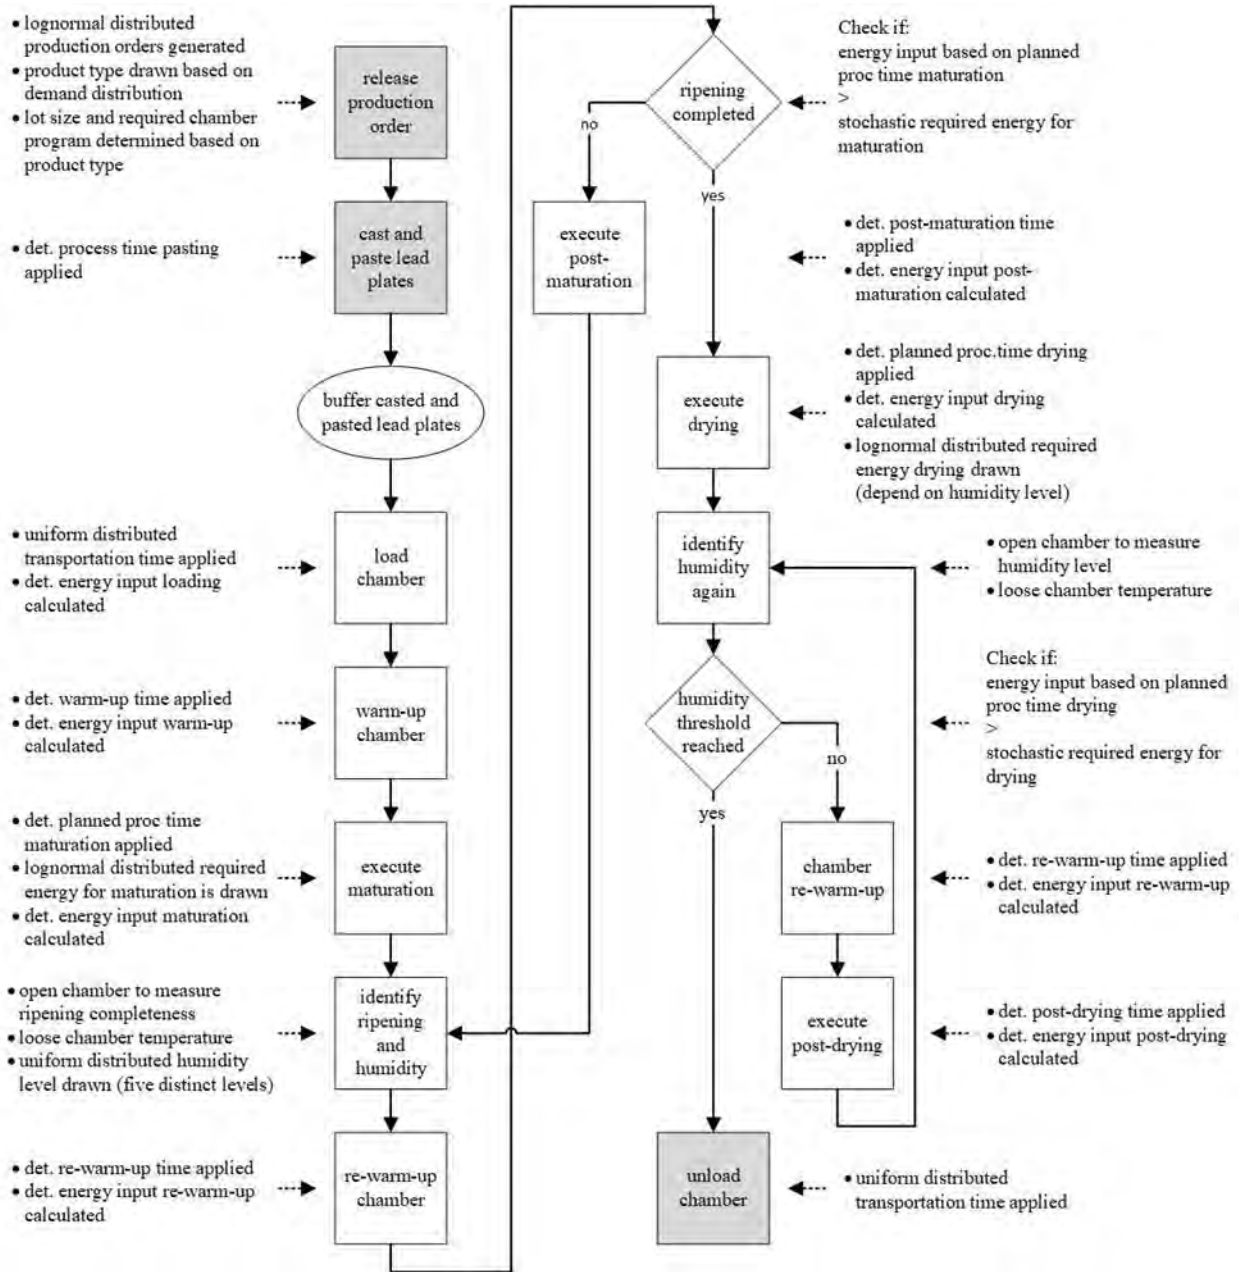 • lognormal distributed
production orders generated
• product type drawn based on
demand distribution
• lot size and required chamber
program determined based on
product type
release
production
order
• det. process time pasting
applied
cast and
paste lead
plates
buffer casted and
pasted lead plates
• uniform distributed
transportation time applied
• det. energy input loading
calculated
load
chamber
• det. warm-up time applied
• det. energy input warm-up
calculated
warm-up
chamber
• det. planned proc time
maturation applied
• lognormal distributed required
energy for maturation is drawn
• det. energy input maturation
calculated
execute
maturation
• open chamber to measure
ripening completeness
• loose chamber temperature
• uniform distributed humidity
level drawn (five distinct levels)
identify
ripening
and
humidity
• det. re-warm-up time applied
• det. energy input re-warm-up
calculated
re-warm-up
chamber
ripening
completed
no
yes
Check if:
energy input based on planned
proc time maturation
>
stochastic required energy for
maturation
execute
post-
maturation
• det. post-maturation time
applied
• det. energy input post-
maturation calculated
execute
drying
• det. planned proc.time drying
applied
• det. energy input drying
calculated
• lognormal distributed required
energy drying drawn
(depend on humidity level)
identify
humidity
again
• open chamber to measure
humidity level
• loose chamber temperature
humidity
threshold
reached
no
yes
Check if:
energy input based on planned
proc time drying
>
stochastic required energy for
drying
chamber
re-warm-up
• det. re-warm-up time applied
• det. energy input re-warm-up
calculated
execute
post-drying
• det. post-drying time applied
• det. energy input post-drying
calculated
unload
chamber
• uniform distributed
transportation time applied